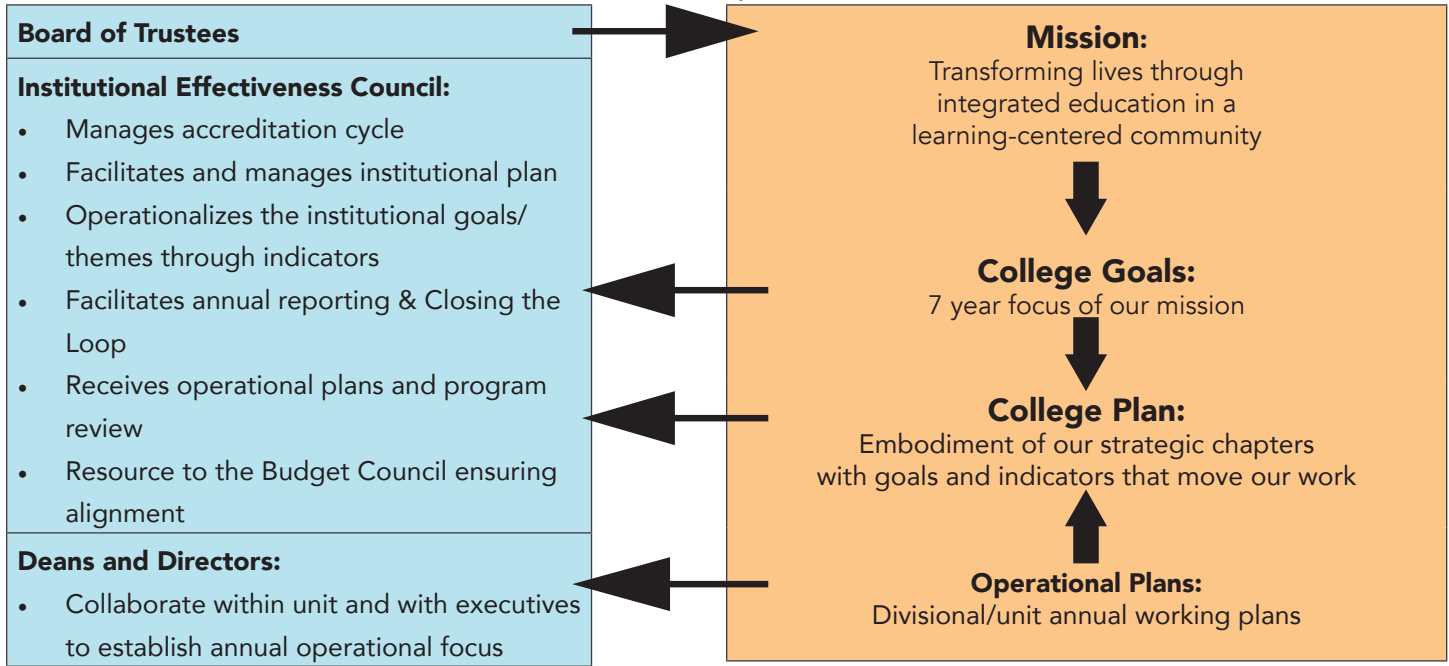 Board of Trustees
Institutional Effectiveness Council:
• Manages accreditation cycle
• Facilitates and manages institutional plan
• Operationalizes the institutional goals/
themes through indicators
• Facilitates annual reporting & Closing the
Loop
• Receives operational plans and program
review
• Resource to the Budget Council ensuring
alignment
Deans and Directors:
• Collaborate within unit and with executives
to establish annual operational focus
Mission:
Transforming lives through
integrated education in a
learning-centered community
College Goals:
7 year focus of our mission
College Plan:
Embodiment of our strategic chapters
with goals and indicators that move our work
Operational Plans:
Divisional/unit annual working plans